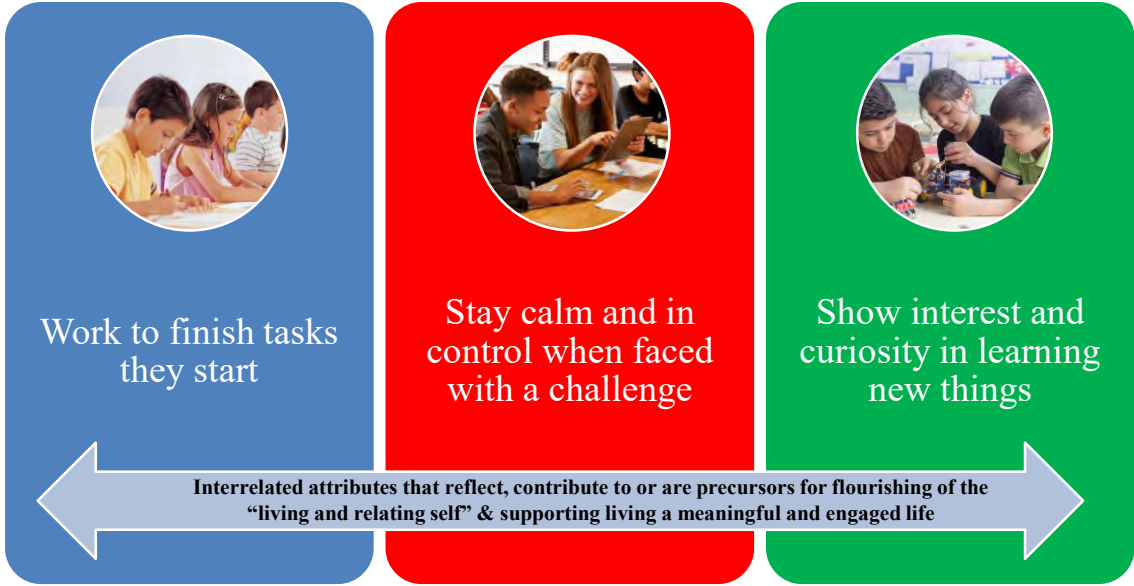 Work to finish tasks
they start
Stay calm and in
control when faced
with a challenge
Show interest and
curiosity in learning
new things
Interrelated attributes that reflect, contribute to or are precursors for flourishing of the
“living and relating self” & supporting living a meaningful and engaged life